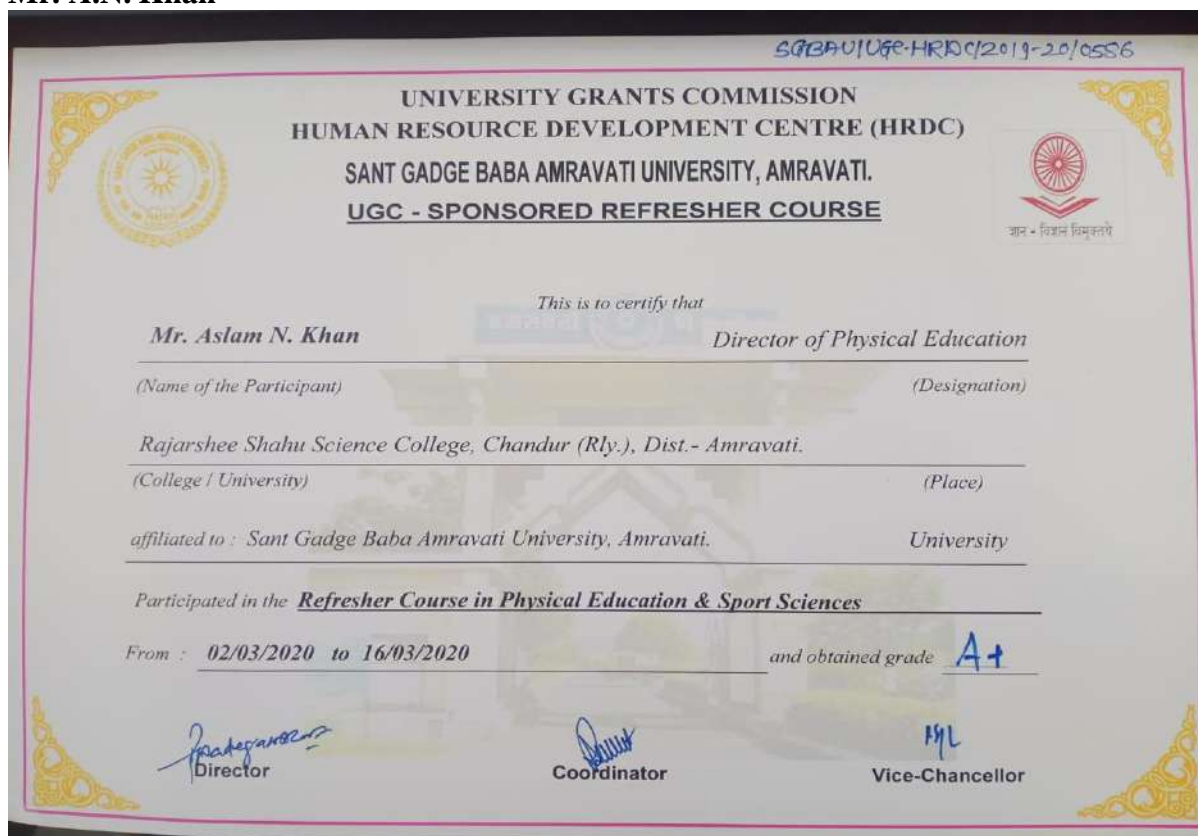 Mr. A.N. Khan
SGBAU/UGC-HRDC/2019-20/0556
UNIVERSITY GRANTS COMMISSION
HUMAN RESOURCE DEVELOPMENT CENTRE (HRDC)
SANT GADGE BABA AMRAVATI UNIVERSITY, AMRAVATI.
UGC - SPONSORED REFRESHER COURSE
ज्ञान - विज्ञान विमुक्तये
This is to certify that
Mr. Aslam N. Khan Director of Physical Education
(Name of the Participant) (Designation)
Rajarshee Shahu Science College, Chandur (Rly.), Dist.- Amravati.
(College / University) (Place)
affiliated to : Sant Gadge Baba Amravati University, Amravati. University
Participated in the Refresher Course in Physical Education & Sport Sciences
From : 02/03/2020 to 16/03/2020 and obtained grade A+
Director Coordinator Vice-Chancellor